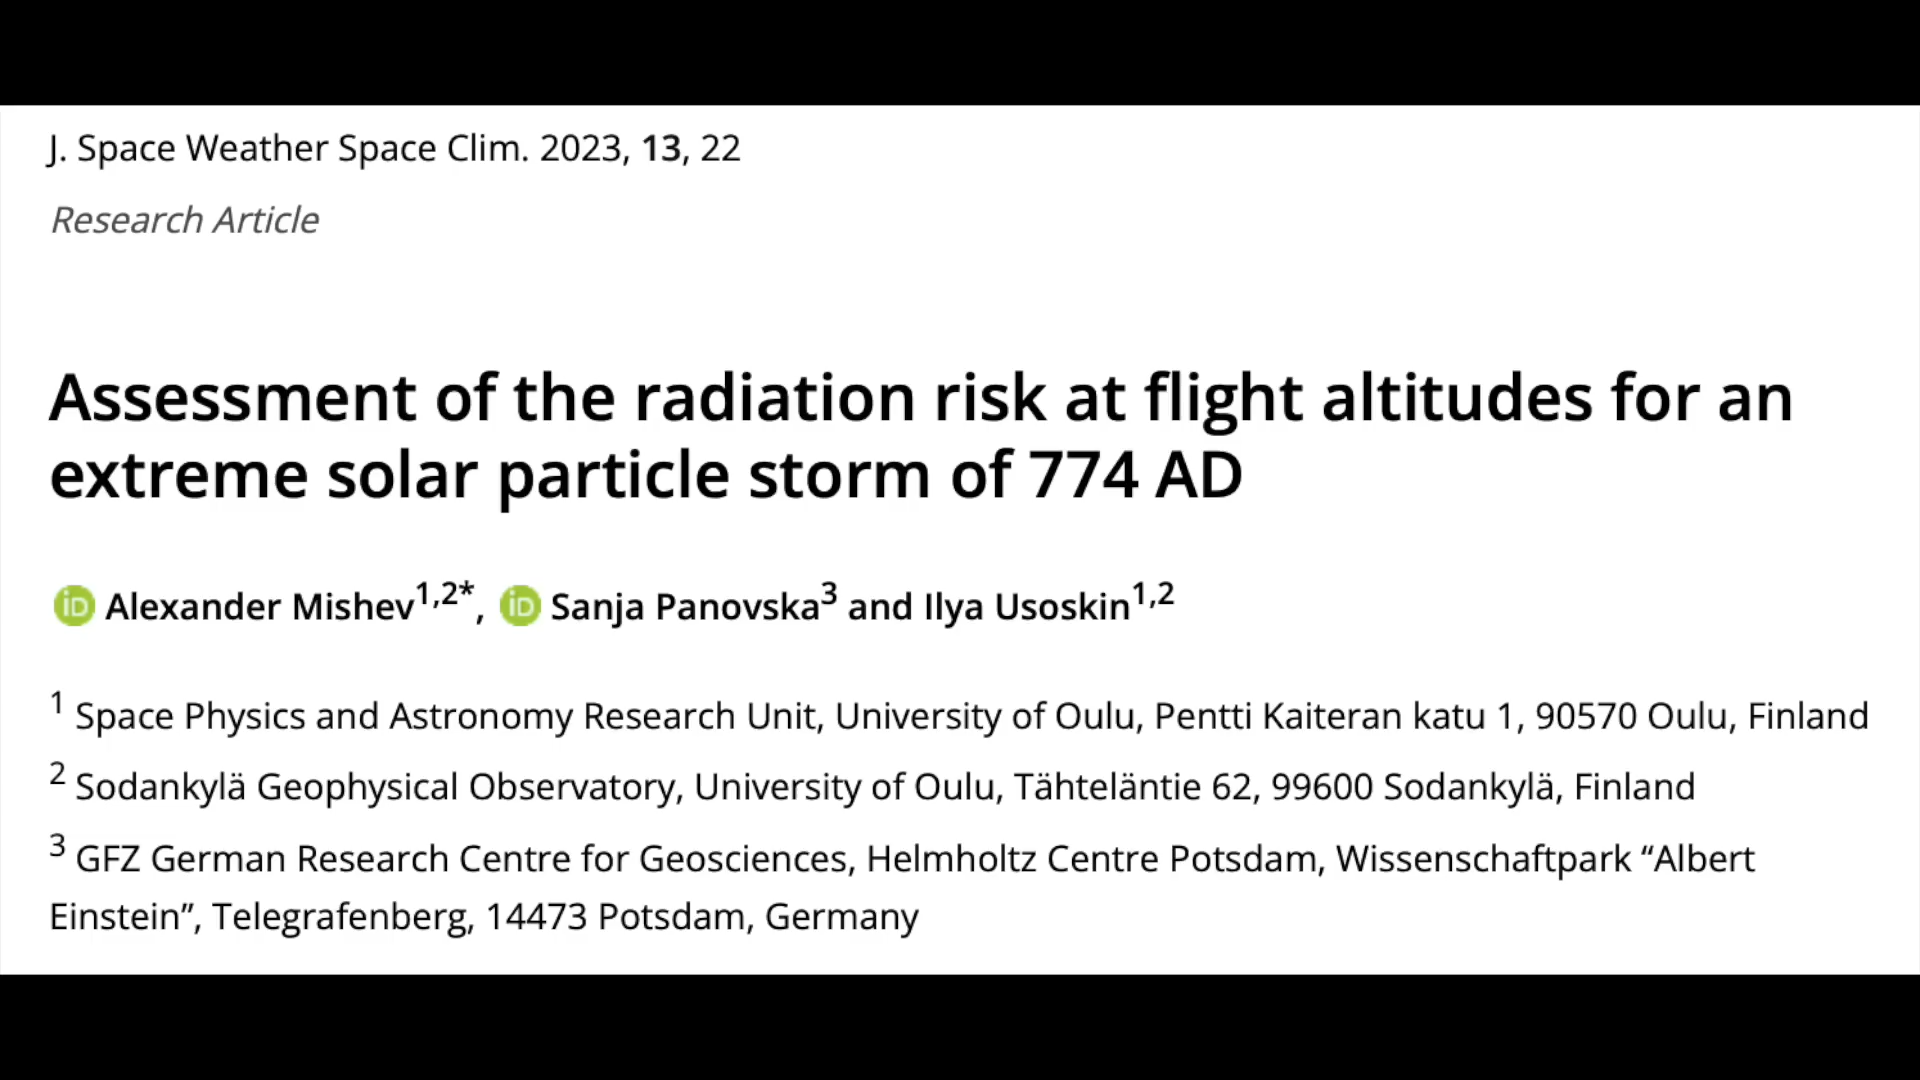 J. Space Weather Space Clim. 2023, 13, 22
Research Article
Assessment of the radiation risk at flight altitudes for an
extreme solar particle storm of 774 AD
iD Alexander Mishev1,2*, iD Sanja Panovska3 and Ilya Usoskin1,2
1 Space Physics and Astronomy Research Unit, University of Oulu, Pentti Kaiteran katu 1, 90570 Oulu, Finland
2 Sodankylä Geophysical Observatory, University of Oulu, Tähteläntie 62, 99600 Sodankylä, Finland
3 GFZ German Research Centre for Geosciences, Helmholtz Centre Potsdam, Wissenschaftpark “Albert
Einstein”, Telegrafenberg, 14473 Potsdam, Germany